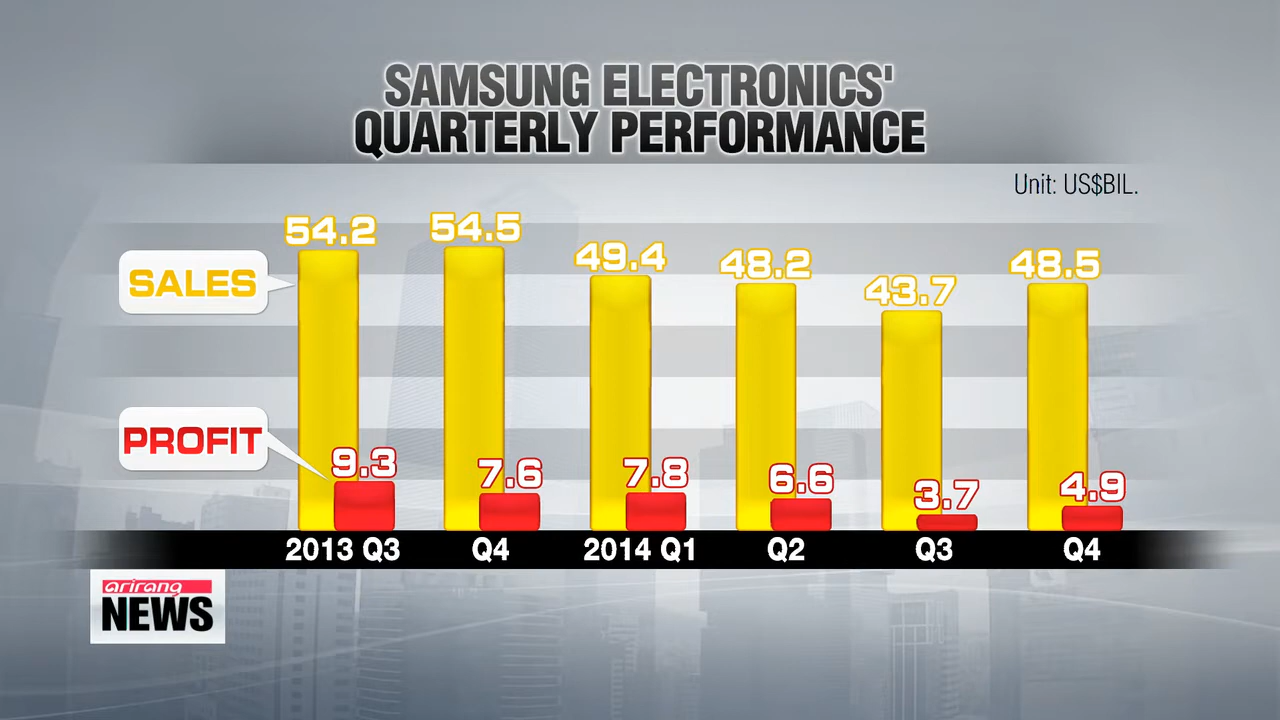 SAMSUNG ELECTRONICS'
QUARTERLY PERFORMANCE
Unit: US$BIL.
54.2
54.5
49.4
48.2
43.7
48.5
SALES
PROFIT
9.3
7.6
7.8
6.6
3.7
4.9
2013 Q3
Q4
2014 Q1
Q2
Q3
Q4
arirang
NEWS